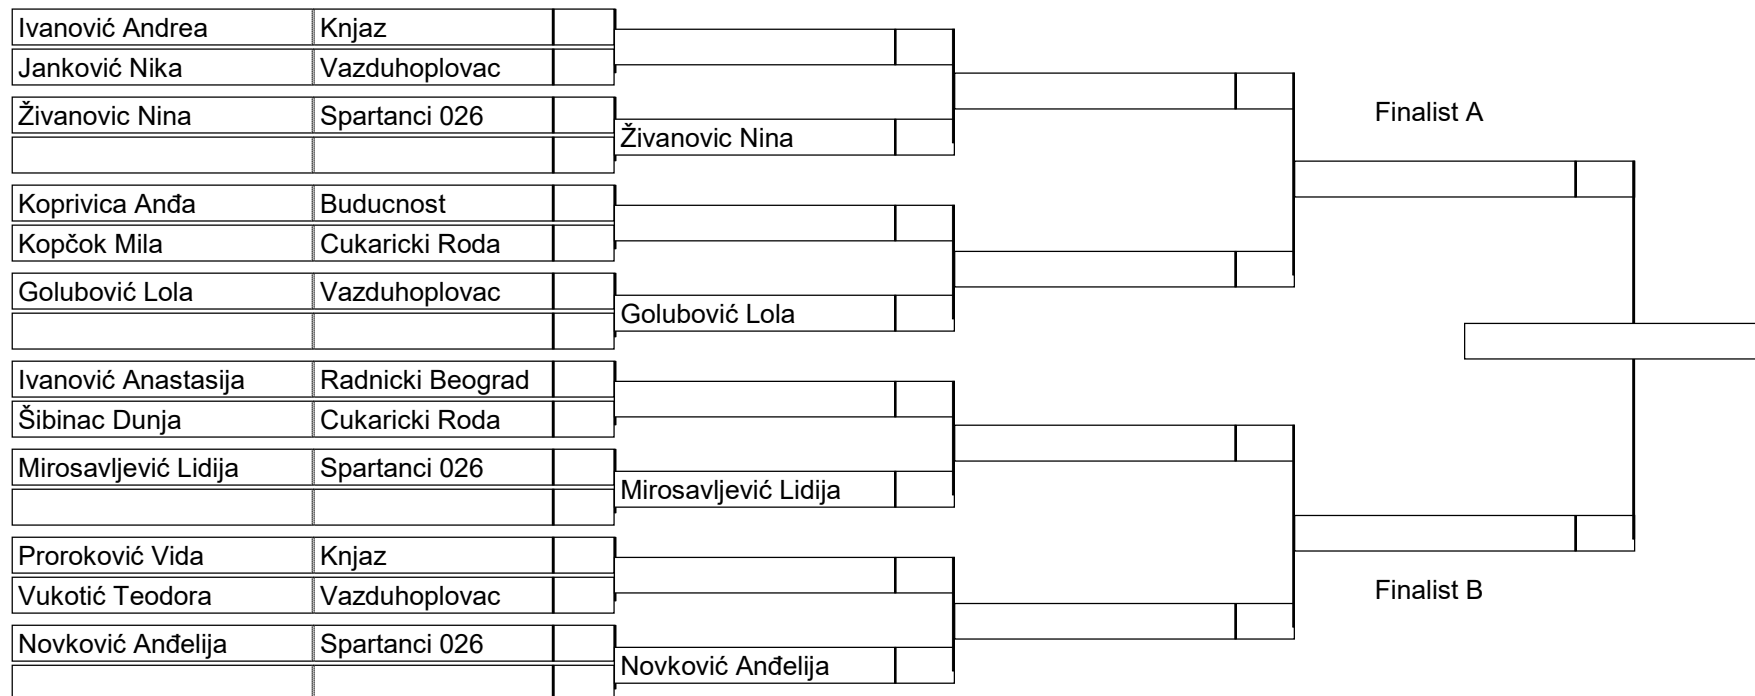 Ivanović Andrea Knjaz
Janković Nika Vazduhoplovac
Finalist A
Živanovic Nina Spartanci 026
Živanovic Nina
Koprivica Anđa Buducnost
Kopčok Mila Cukaricki Roda
Golubović Lola Vazduhoplovac
Golubović Lola
Ivanović Anastasija Radnicki Beograd
Šibinac Dunja Cukaricki Roda
Mirosavljević Lidija Spartanci 026
Mirosavljević Lidija
Proroković Vida Knjaz
Vukotić Teodora Vazduhoplovac
Finalist B
Novković Anđelija Spartanci 026
Novković Anđelija